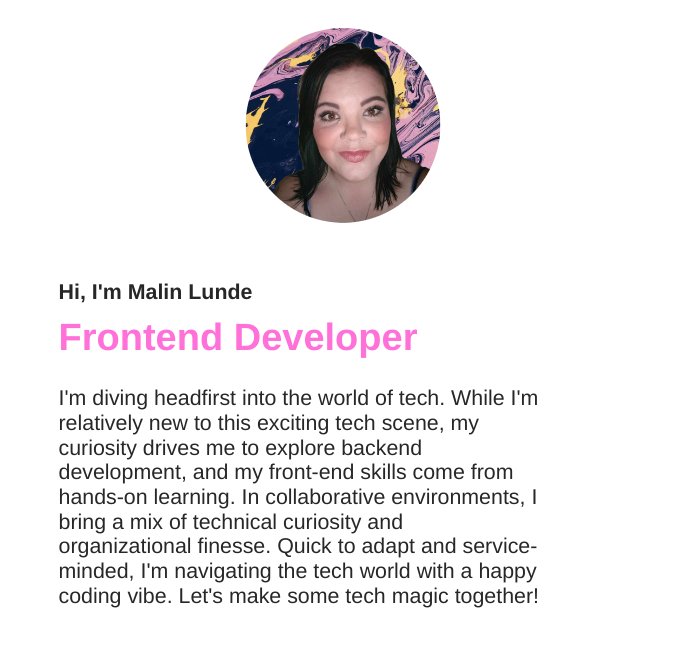 Hi, I'm Malin Lunde
Frontend Developer
I'm diving headfirst into the world of tech. While I'm
relatively new to this exciting tech scene, my
curiosity drives me to explore backend
development, and my front-end skills come from
hands-on learning. In collaborative environments, I
bring a mix of technical curiosity and
organizational finesse. Quick to adapt and service-
minded, I'm navigating the tech world with a happy
coding vibe. Let's make some tech magic together!